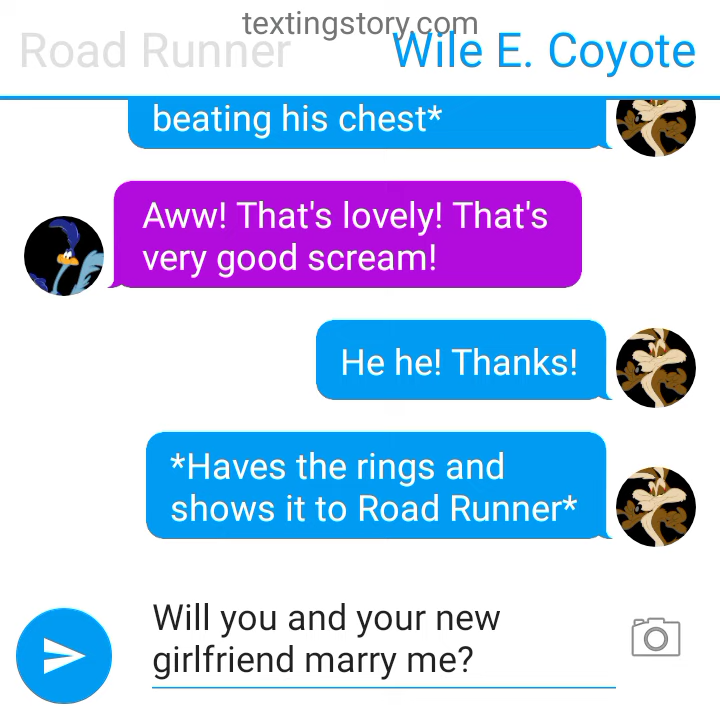 textingstory.com
Road Runner
Wile E. Coyote
beating his chest*
Aww! That's lovely! That's
very good scream!
He he! Thanks!
*Haves the rings and
shows it to Road Runner*
Will you and your new
girlfriend marry me?